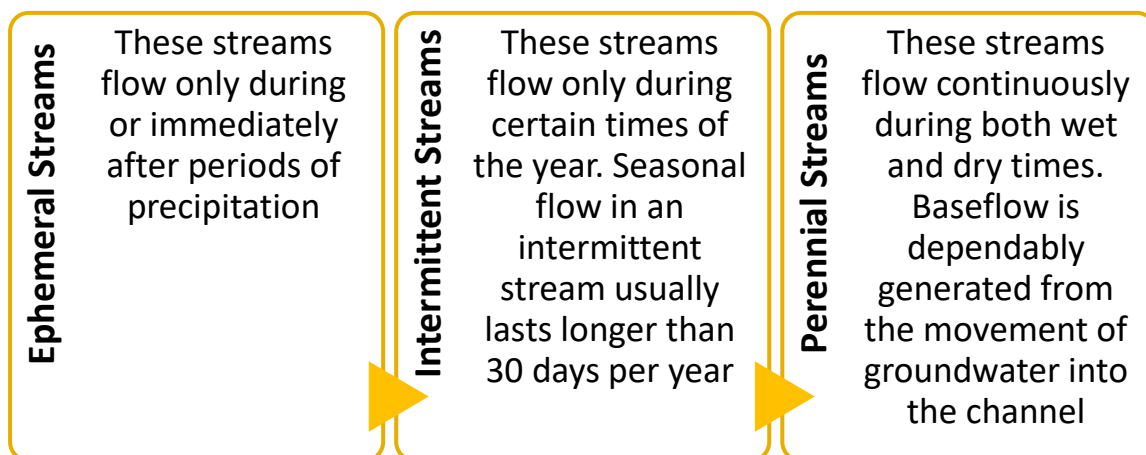 Ephemeral Streams
These streams
flow only during
or immediately
after periods of
precipitation
Intermittent Streams
These streams
flow only during
certain times of
the year. Seasonal
flow in an
intermittent
stream usually
lasts longer than
30 days per year
Perennial Streams
These streams
flow continuously
during both wet
and dry times.
Baseflow is
dependably
generated from
the movement of
groundwater into
the channel